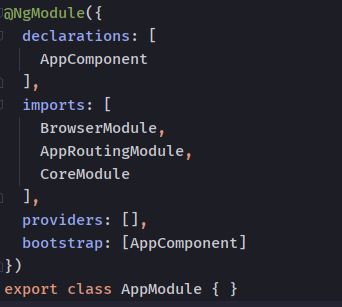 @NgModule({
  declarations: [
    AppComponent
  ],
  imports: [
    BrowserModule,
    AppRoutingModule,
    CoreModule
  ],
  providers: [],
  bootstrap: [AppComponent]
})
export class AppModule { }